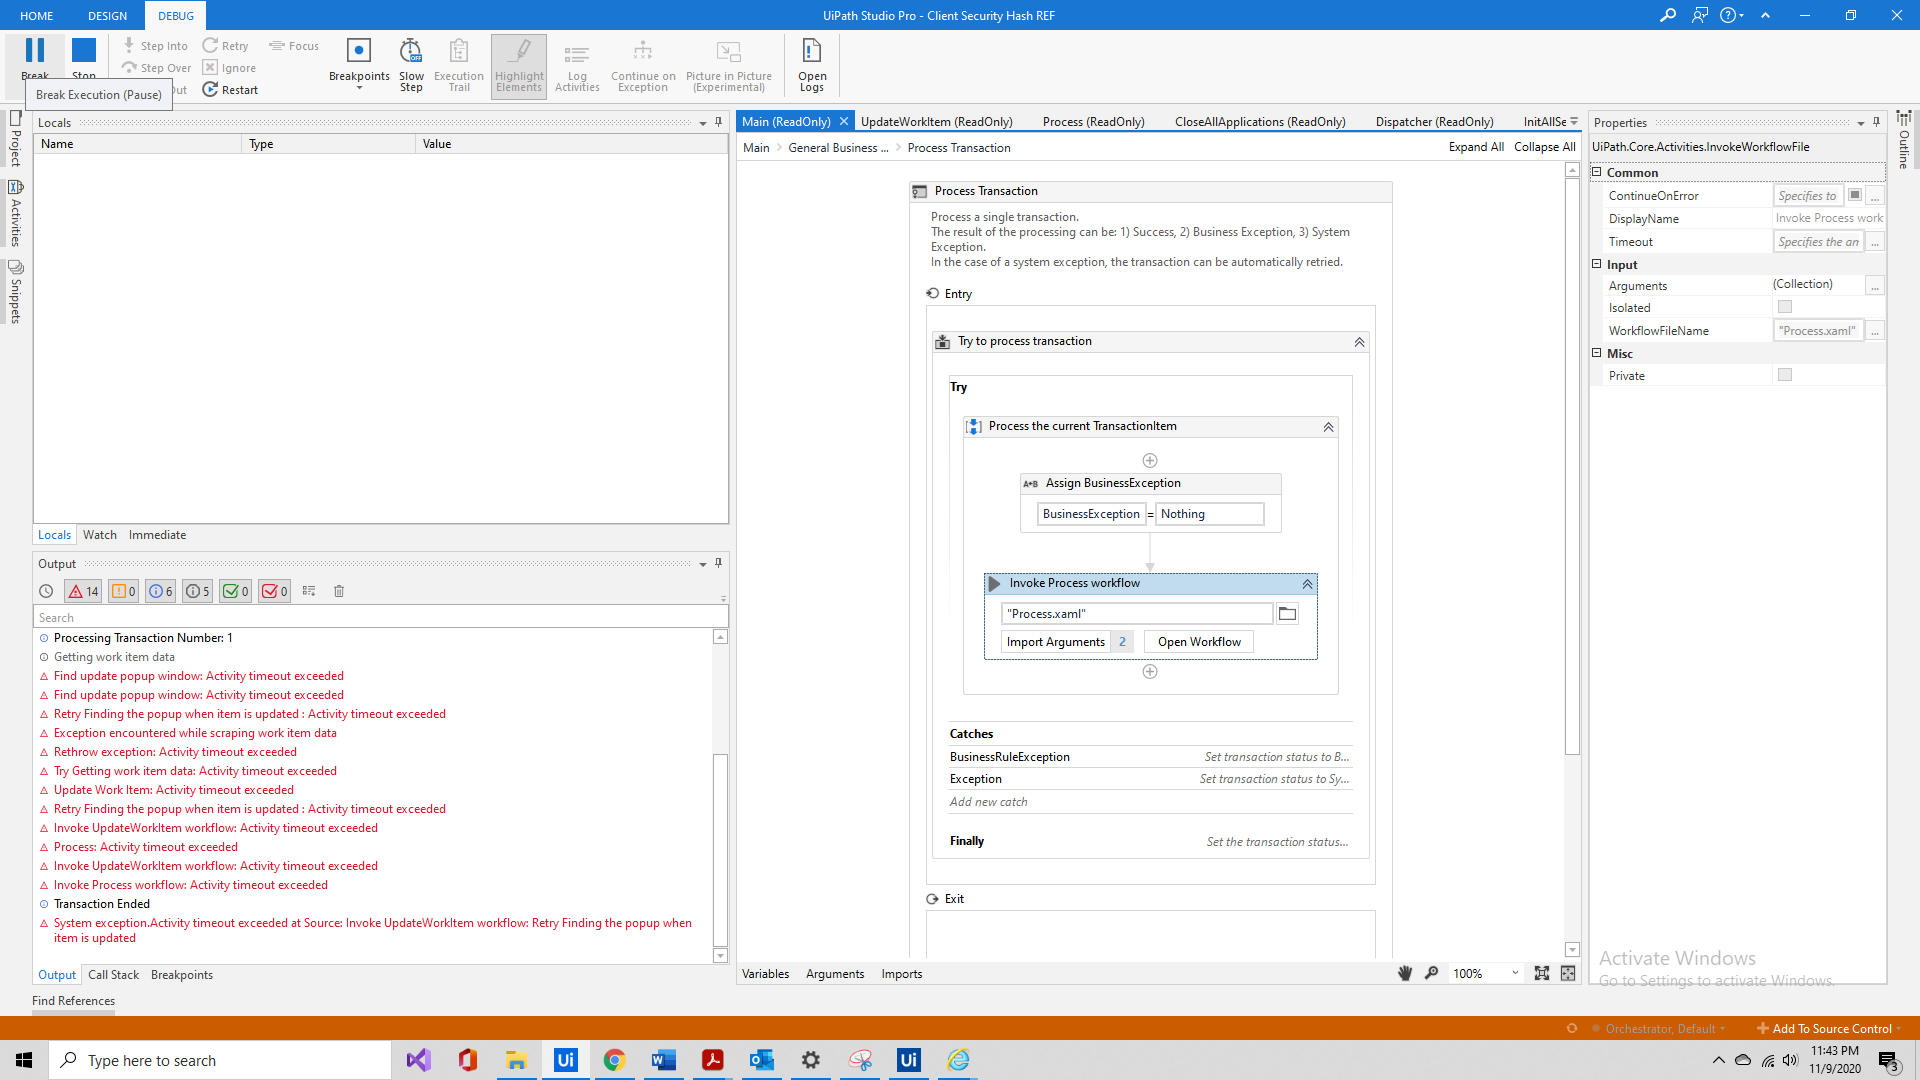 HOME
DESIGN
DEBUG
UiPath Studio Pro - Client Security Hash REF
Break
Stop
Step Into
Step Over
Out
Retry
Ignore
Restart
Focus
Breakpoints
Slow
Step
Execution
Trail
Highlight
Elements
Log
Activities
Continue on
Exception
Picture in Picture
(Experimental)
Open
Logs
Break Execution (Pause)
Project
Activities
Snippets
Locals
Name
Type
Value
Locals
Watch
Immediate
Output
14
0
6
5
0
0
Search
Processing Transaction Number: 1
Getting work item data
Find update popup window: Activity timeout exceeded
Find update popup window: Activity timeout exceeded
Retry Finding the popup when item is updated : Activity timeout exceeded
Exception encountered while scraping work item data
Rethrow exception: Activity timeout exceeded
Try Getting work item data: Activity timeout exceeded
Update Work Item: Activity timeout exceeded
Retry Finding the popup when item is updated : Activity timeout exceeded
Invoke UpdateWorkItem workflow: Activity timeout exceeded
Process: Activity timeout exceeded
Invoke UpdateWorkItem workflow: Activity timeout exceeded
Invoke Process workflow: Activity timeout exceeded
Transaction Ended
System exception.Activity timeout exceeded at Source: Invoke UpdateWorkItem workflow: Retry Finding the popup when
item is updated
Output
Call Stack
Breakpoints
Find References
Main (ReadOnly)
UpdateWorkItem (ReadOnly)
Process (ReadOnly)
CloseAllApplications (ReadOnly)
Dispatcher (ReadOnly)
InitAllSe
Main
General Business ...
Process Transaction
Expand All
Collapse All
Process Transaction
Process a single transaction.
The result of the processing can be: 1) Success, 2) Business Exception, 3) System
Exception.
In the case of a system exception, the transaction can be automatically retried.
Entry
Try to process transaction
Try
Process the current TransactionItem
A+B Assign BusinessException
BusinessException = Nothing
Invoke Process workflow
"Process.xaml"
Import Arguments 2
Open Workflow
Catches
BusinessRuleException
Set transaction status to B...
Exception
Set transaction status to Sy...
Add new catch
Finally
Set the transaction status...
Exit
Variables
Arguments
Imports
100%
Properties
UiPath.Core.Activities.InvokeWorkflowFile
Common
ContinueOnError
Specifies to
...
DisplayName
Invoke Process work
Timeout
Specifies the an
...
Input
Arguments
(Collection)
...
Isolated
WorkflowFileName
"Process.xaml"
...
Misc
Private
Outline
Activate Windows
Go to Settings to activate Windows.
Orchestrator, Default
Add To Source Control
Type here to search
Ui
Ui
11:43 PM
11/9/2020
3